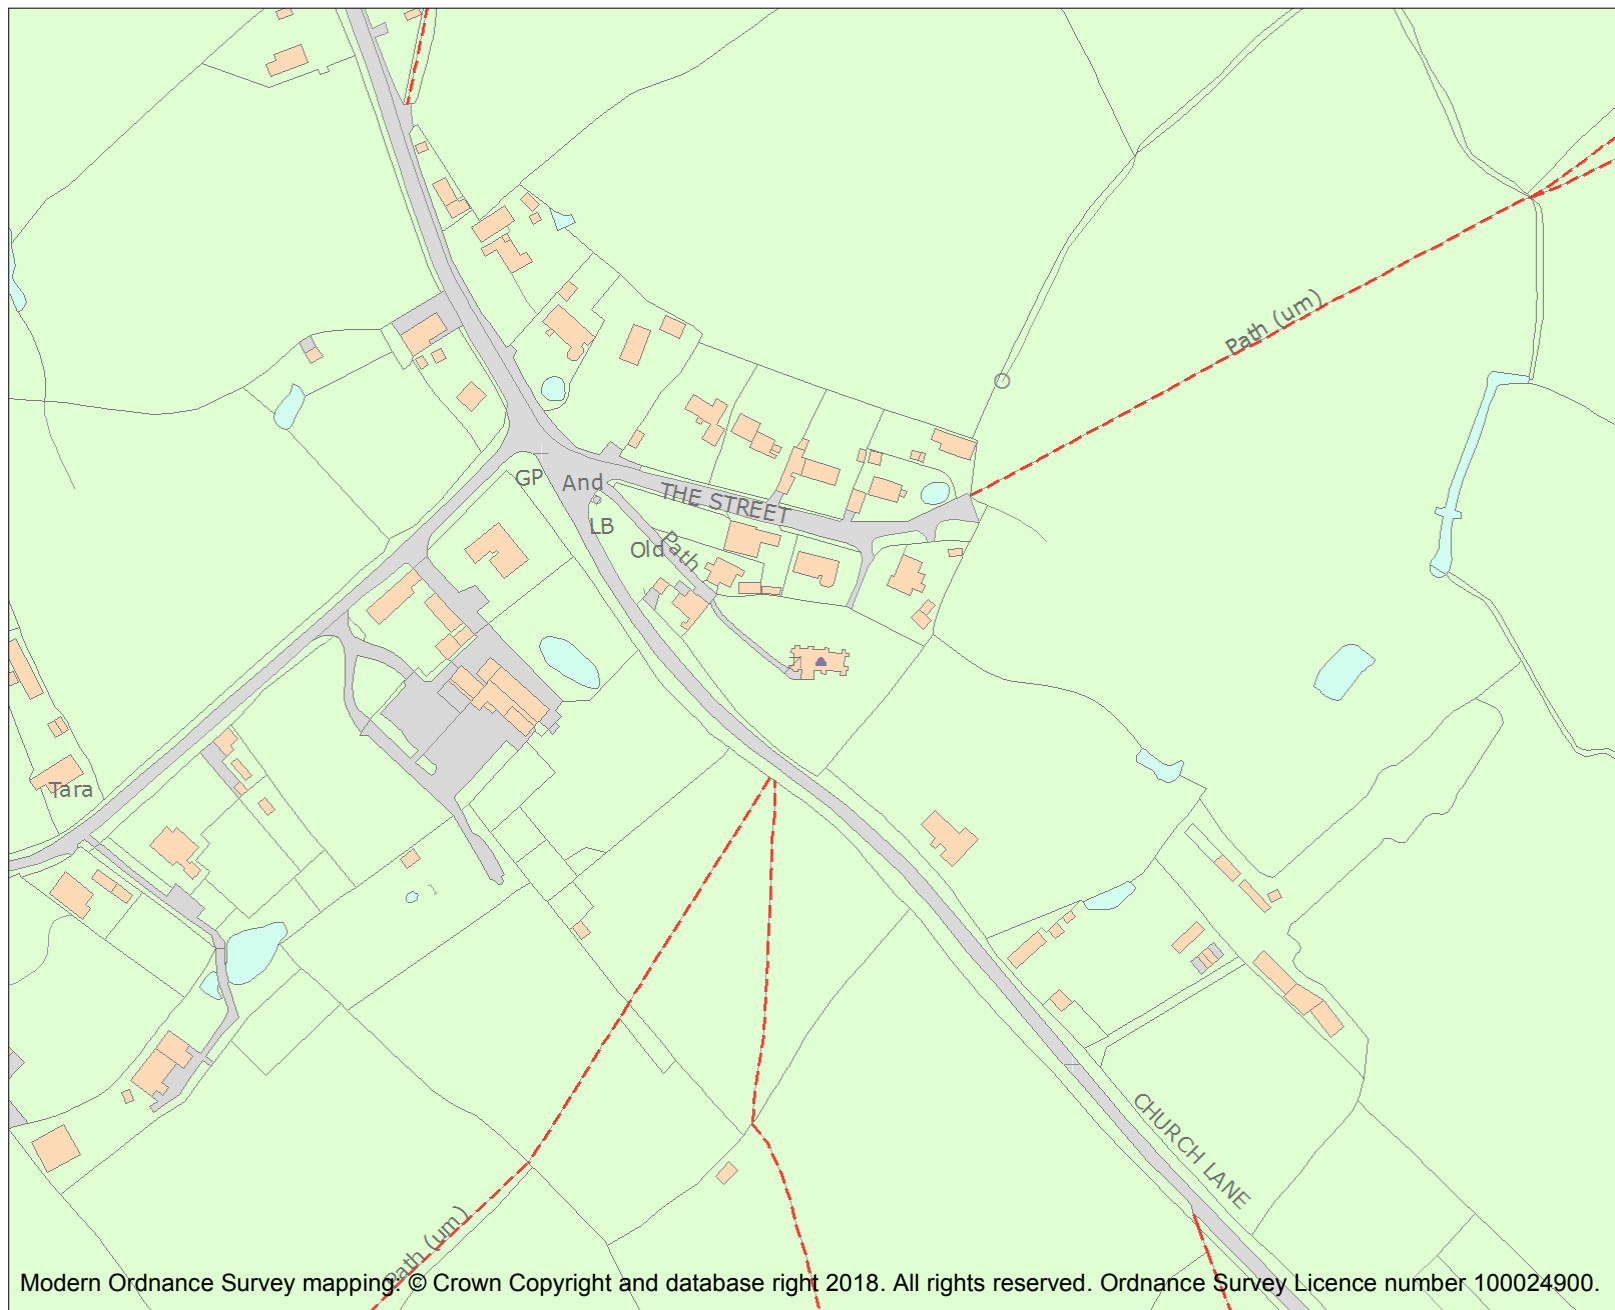 Path (um)
GP
And
THE STREET
LB
Old
Path
Tara
CHURCH LANE
Path (um)
Modern Ordnance Survey mapping. © Crown Copyright and database right 2018. All rights reserved. Ordnance Survey Licence number 100024900.